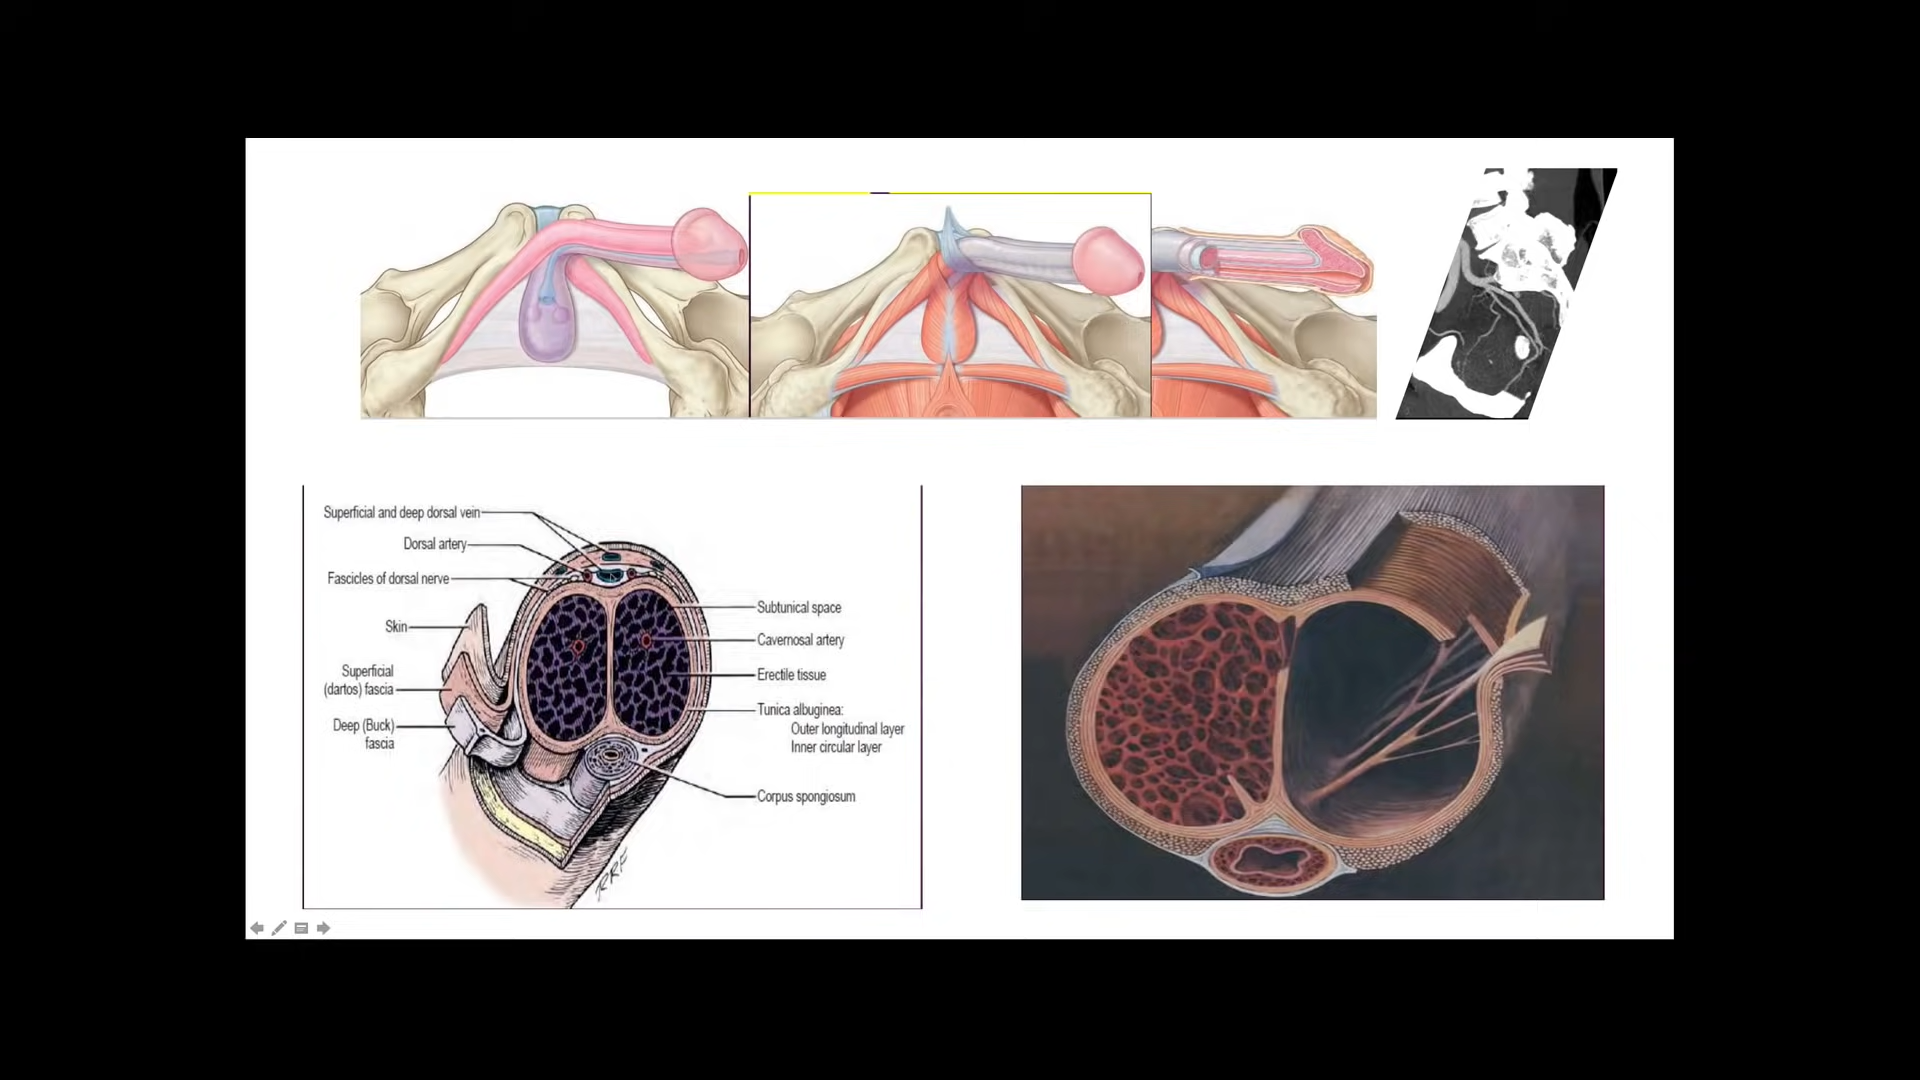 Superficial and deep dorsal vein
Dorsal artery
Fascicles of dorsal nerve
Skin
Superficial
(dartos) fascia
Deep (Buck)
fascia
Subtunical space
Cavernosal artery
Erectile tissue
Tunica albuginea:
Outer longitudinal layer
Inner circular layer
Corpus spongiosum
RRF